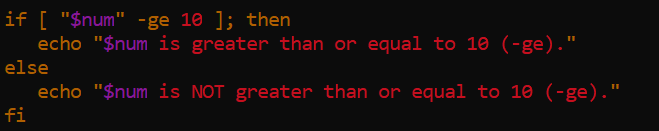 if [ "$num" -ge 10 ]; then
   echo "$num is greater than or equal to 10 (-ge)."
else
   echo "$num is NOT greater than or equal to 10 (-ge)."
fi